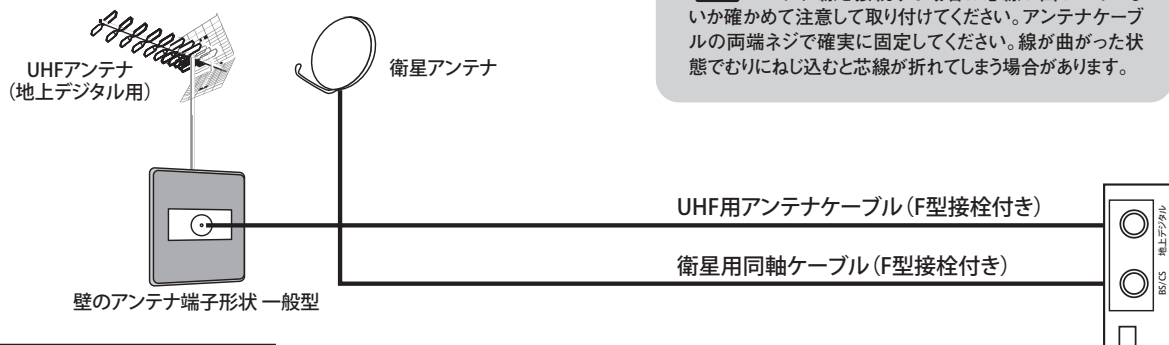 いか確かめて注意して取り付けてください。アンテナケーブ
ルの両端ネジで確実に固定してください。線が曲がった状
態でむりにねじ込むと芯線が折れてしまう場合があります。
UHFアンテナ
（地上デジタル用）
衛星アンテナ
UHF用アンテナケーブル（F型接栓付き）
衛星用同軸ケーブル（F型接栓付き）
地上デジタル
BS/CS
壁のアンテナ端子形状 一般型